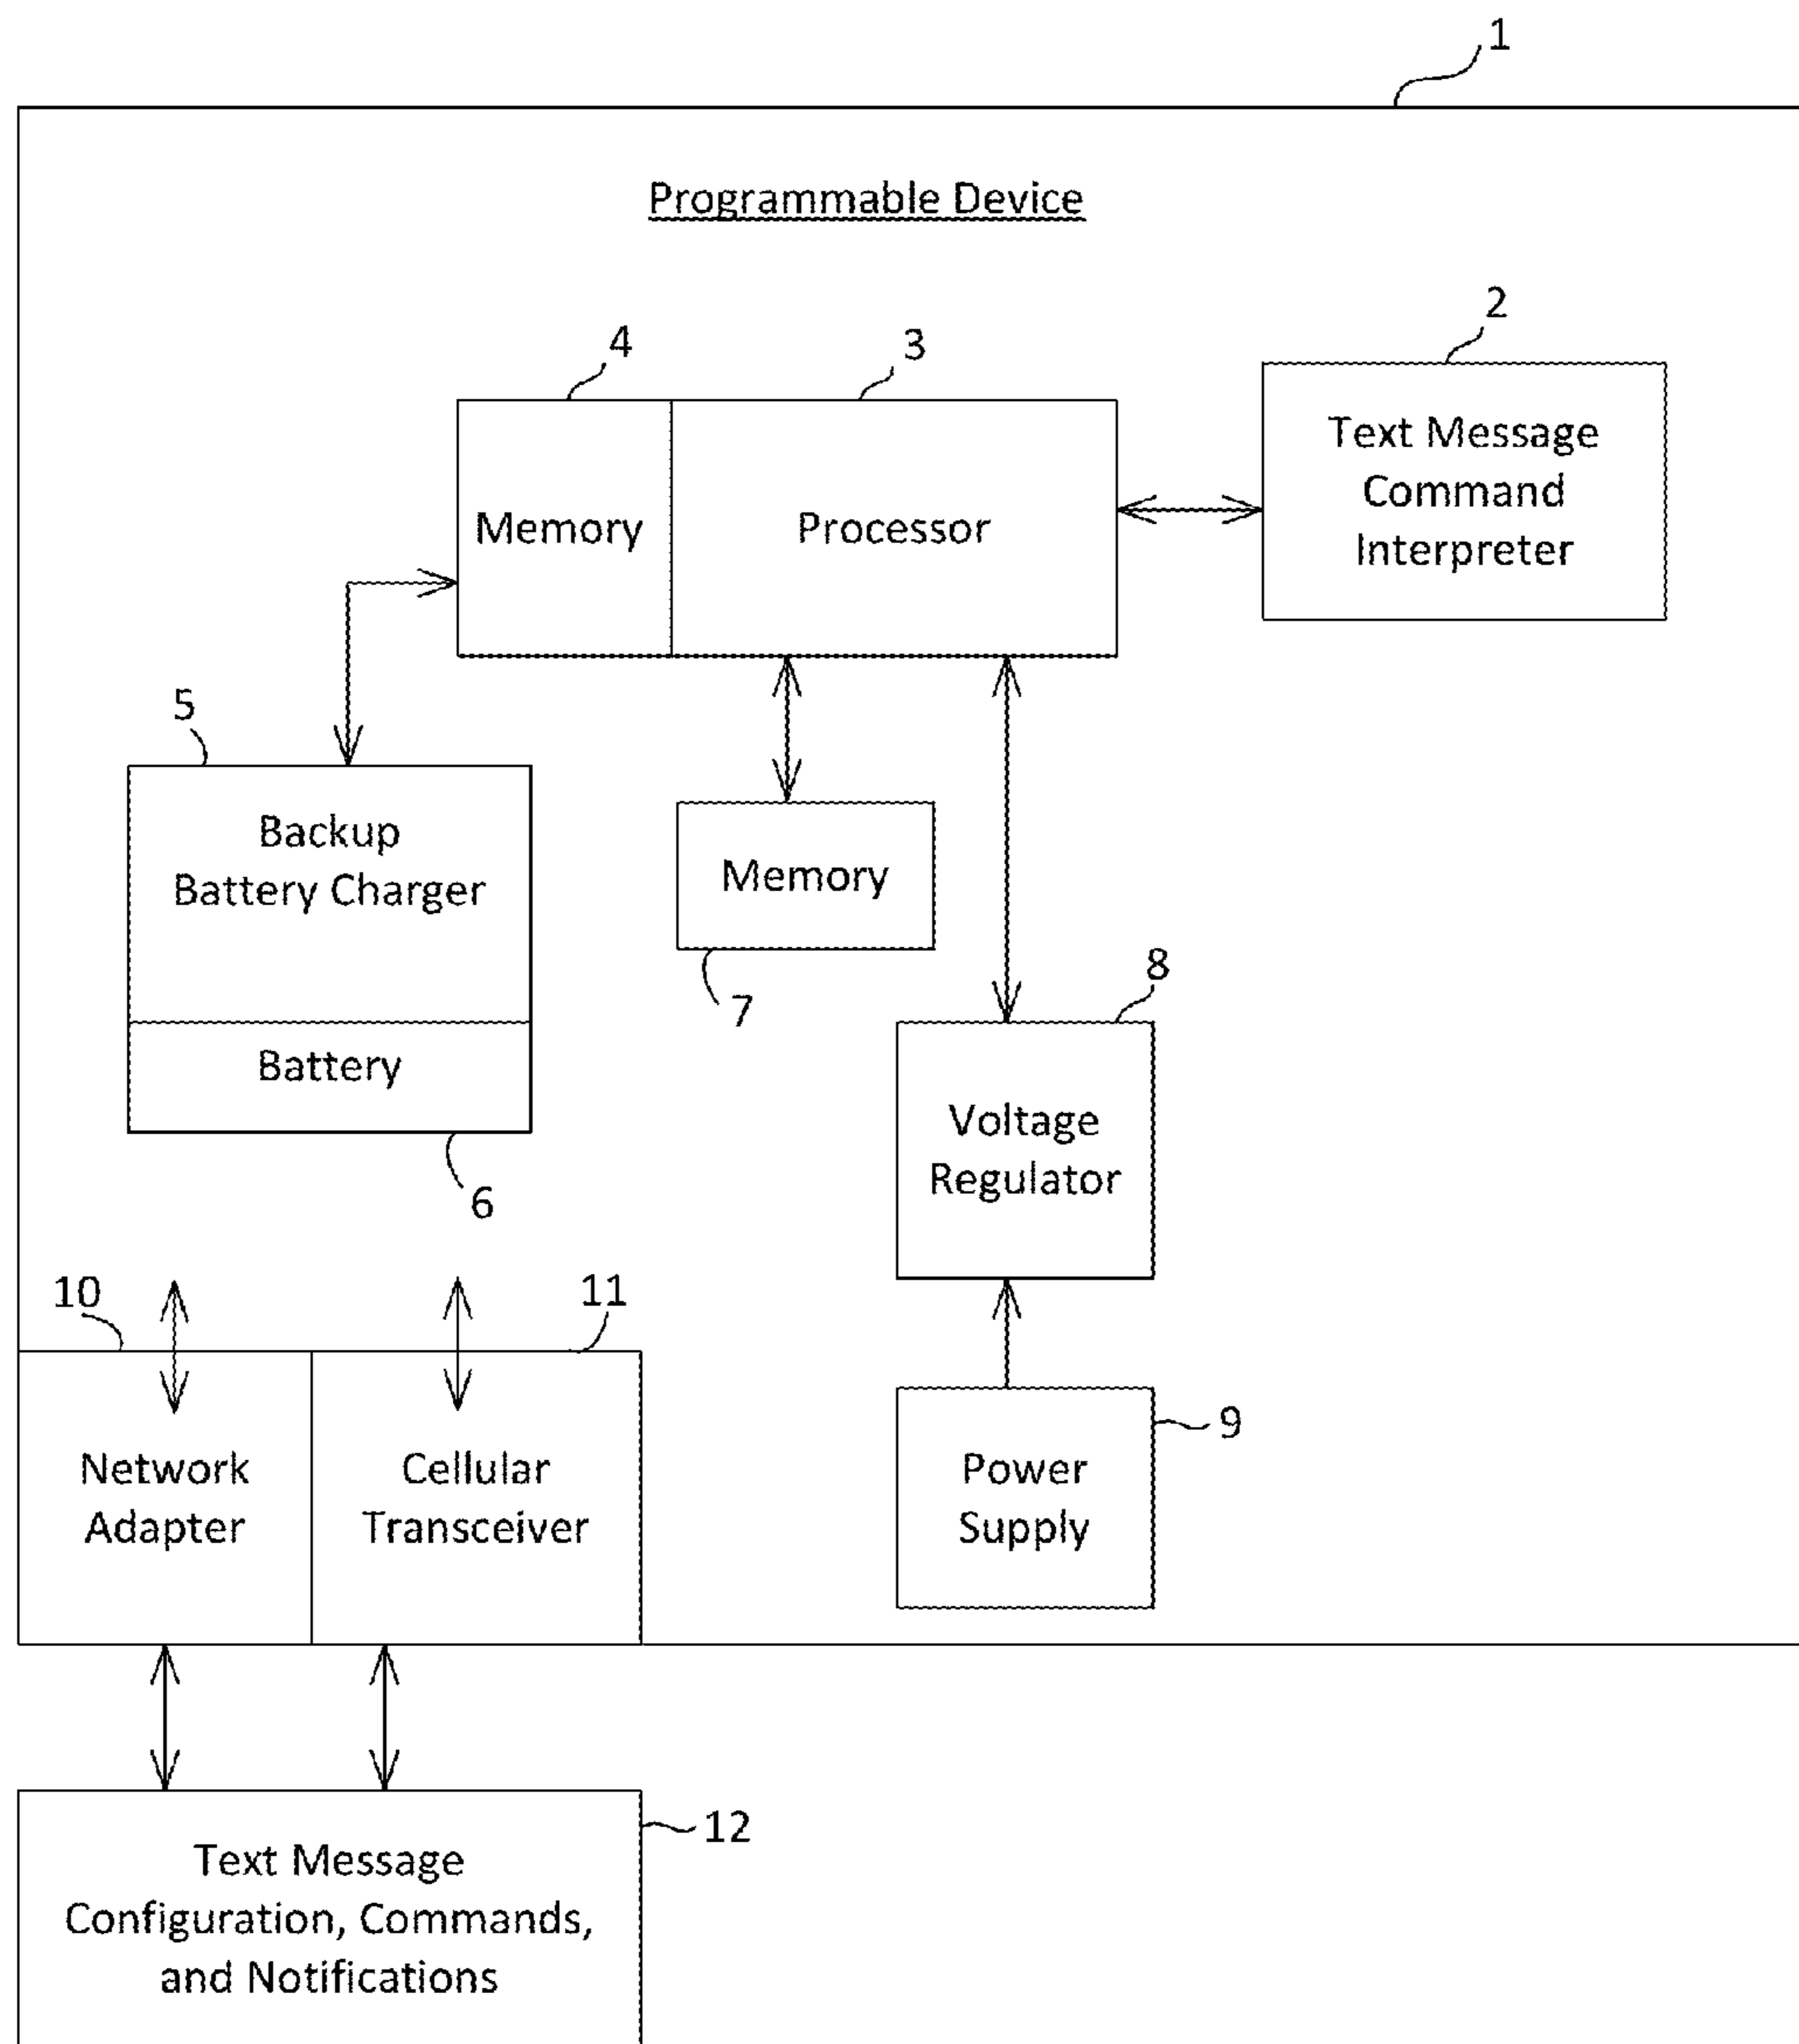 1
Programmable Device
2
4
3
Text Message
Command
Interpreter
Memory
Processor
5
Backup
Battery Charger
Memory
7
8
Battery
Voltage
Regulator
6
10
11
9
Network
Adapter
Cellular
Transceiver
Power
Supply
12
Text Message
Configuration, Commands,
and Notifications